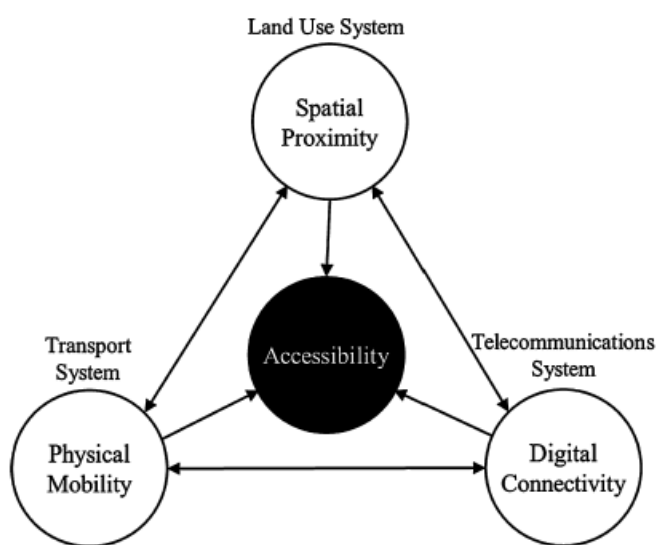 Land Use System
Spatial
Proximity
Accessibility
Transport
System
Telecommunications
System
Physical
Mobility
Digital
Connectivity